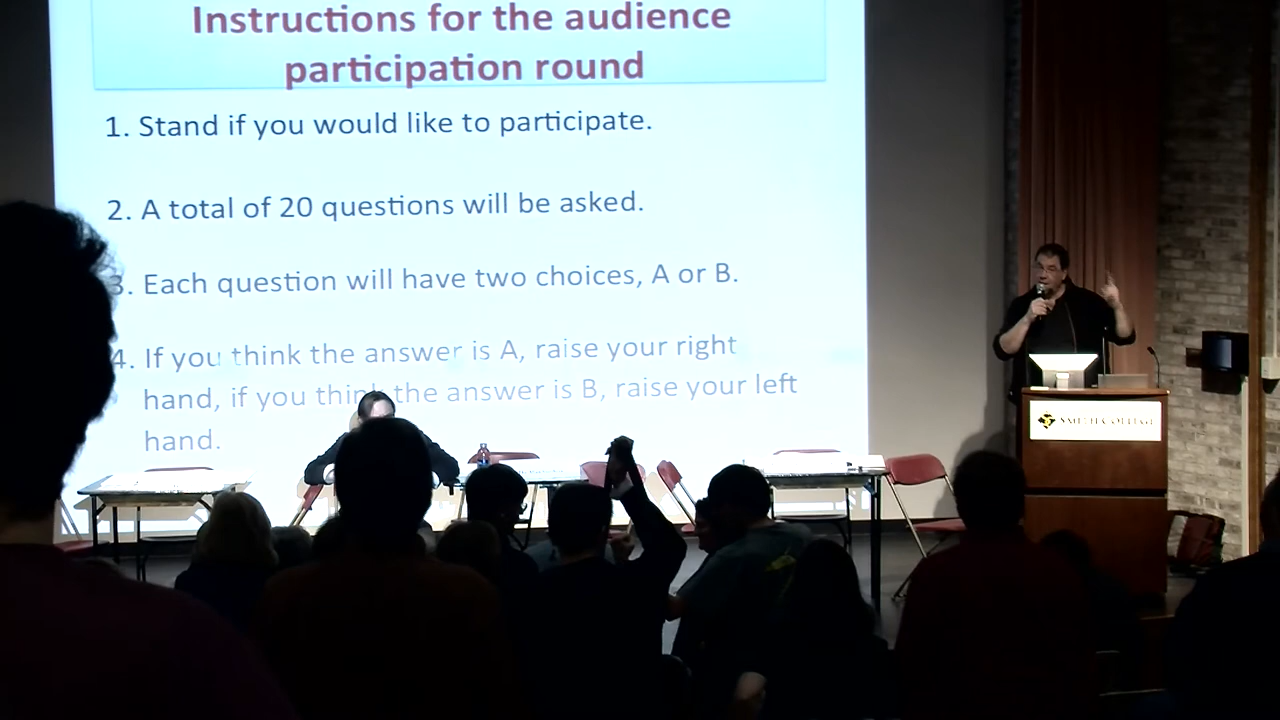 Instructions for the audience
participation round
1. Stand if you would like to participate.
2. A total of 20 questions will be asked.
3. Each question will have two choices, A or B.
4. If you think the answer is A, raise your right
hand, if you think the answer is B, raise your left
hand.
SMITH COLLEGE